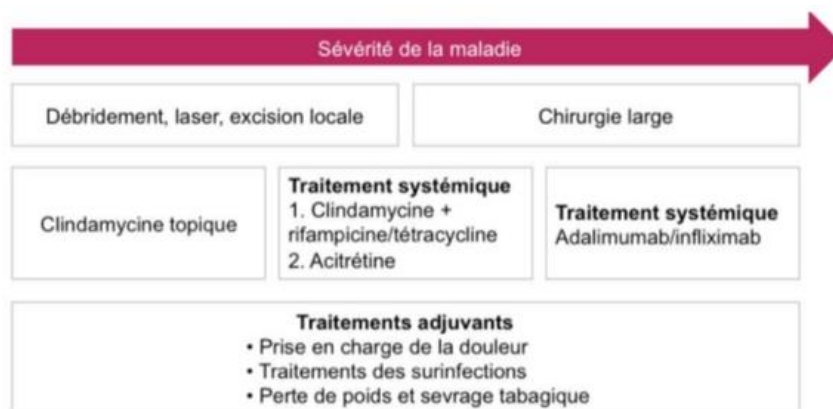 Sévérité de la maladie
Débridement, laser, excision locale
Chirurgie large
Clindamycine topique
Traitement systémique
1. Clindamycine +
rifampicine/tétracycline
2. Acitrétine
Traitement systémique
Adalimumab/infliximab
Traitements adjuvants
• Prise en charge de la douleur
• Traitements des surinfections
• Perte de poids et sevrage tabagique